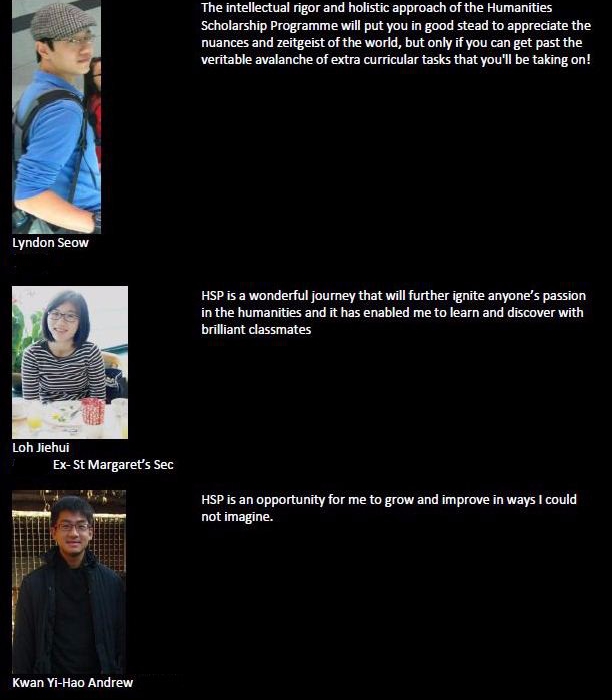 The intellectual rigor and holistic approach of the Humanities
Scholarship Programme will put you in good stead to appreciate the
nuances and zeitgeist of the world, but only if you can get past the
veritable avalanche of extra curricular tasks that you'll be taking on!
Lyndon Seow
HSP is a wonderful journey that will further ignite anyone's passion
in the humanities and it has enabled me to learn and discover with
brilliant classmates
Loh Jiehui
Ex- St Margaret's Sec
HSP is an opportunity for me to grow and improve in ways I could
not imagine.
Kwan Yi-Hao Andrew